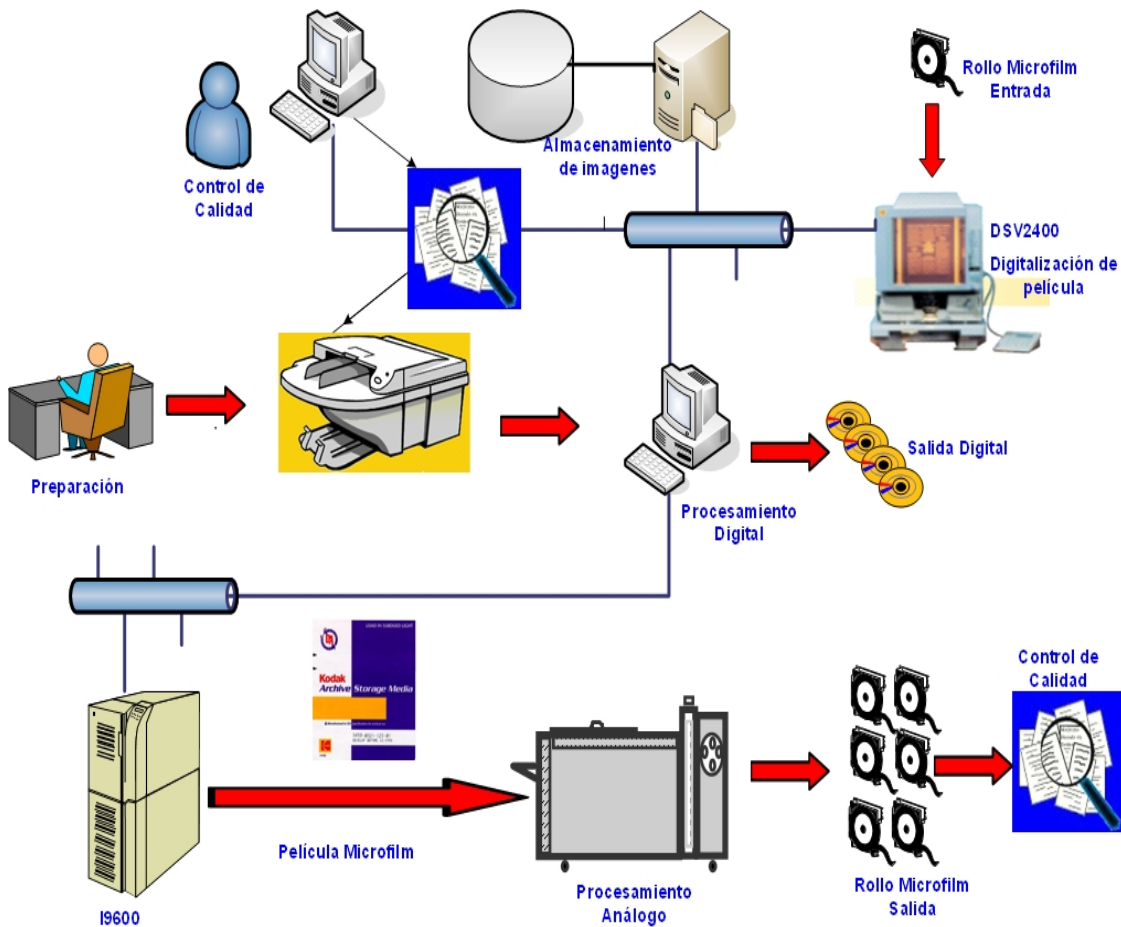 Rollo Microfilm
Entrada
Almacenamiento
de imagenes
Control de
Calidad
DSV2400
Digitalización de
película
Preparación
Salida Digital
Procesamiento
Digital
Kodak
Archive Storage Media
Control de
Calidad
Película Microfilm
Procesamiento
Análogo
Rollo Microfilm
Salida
I9600